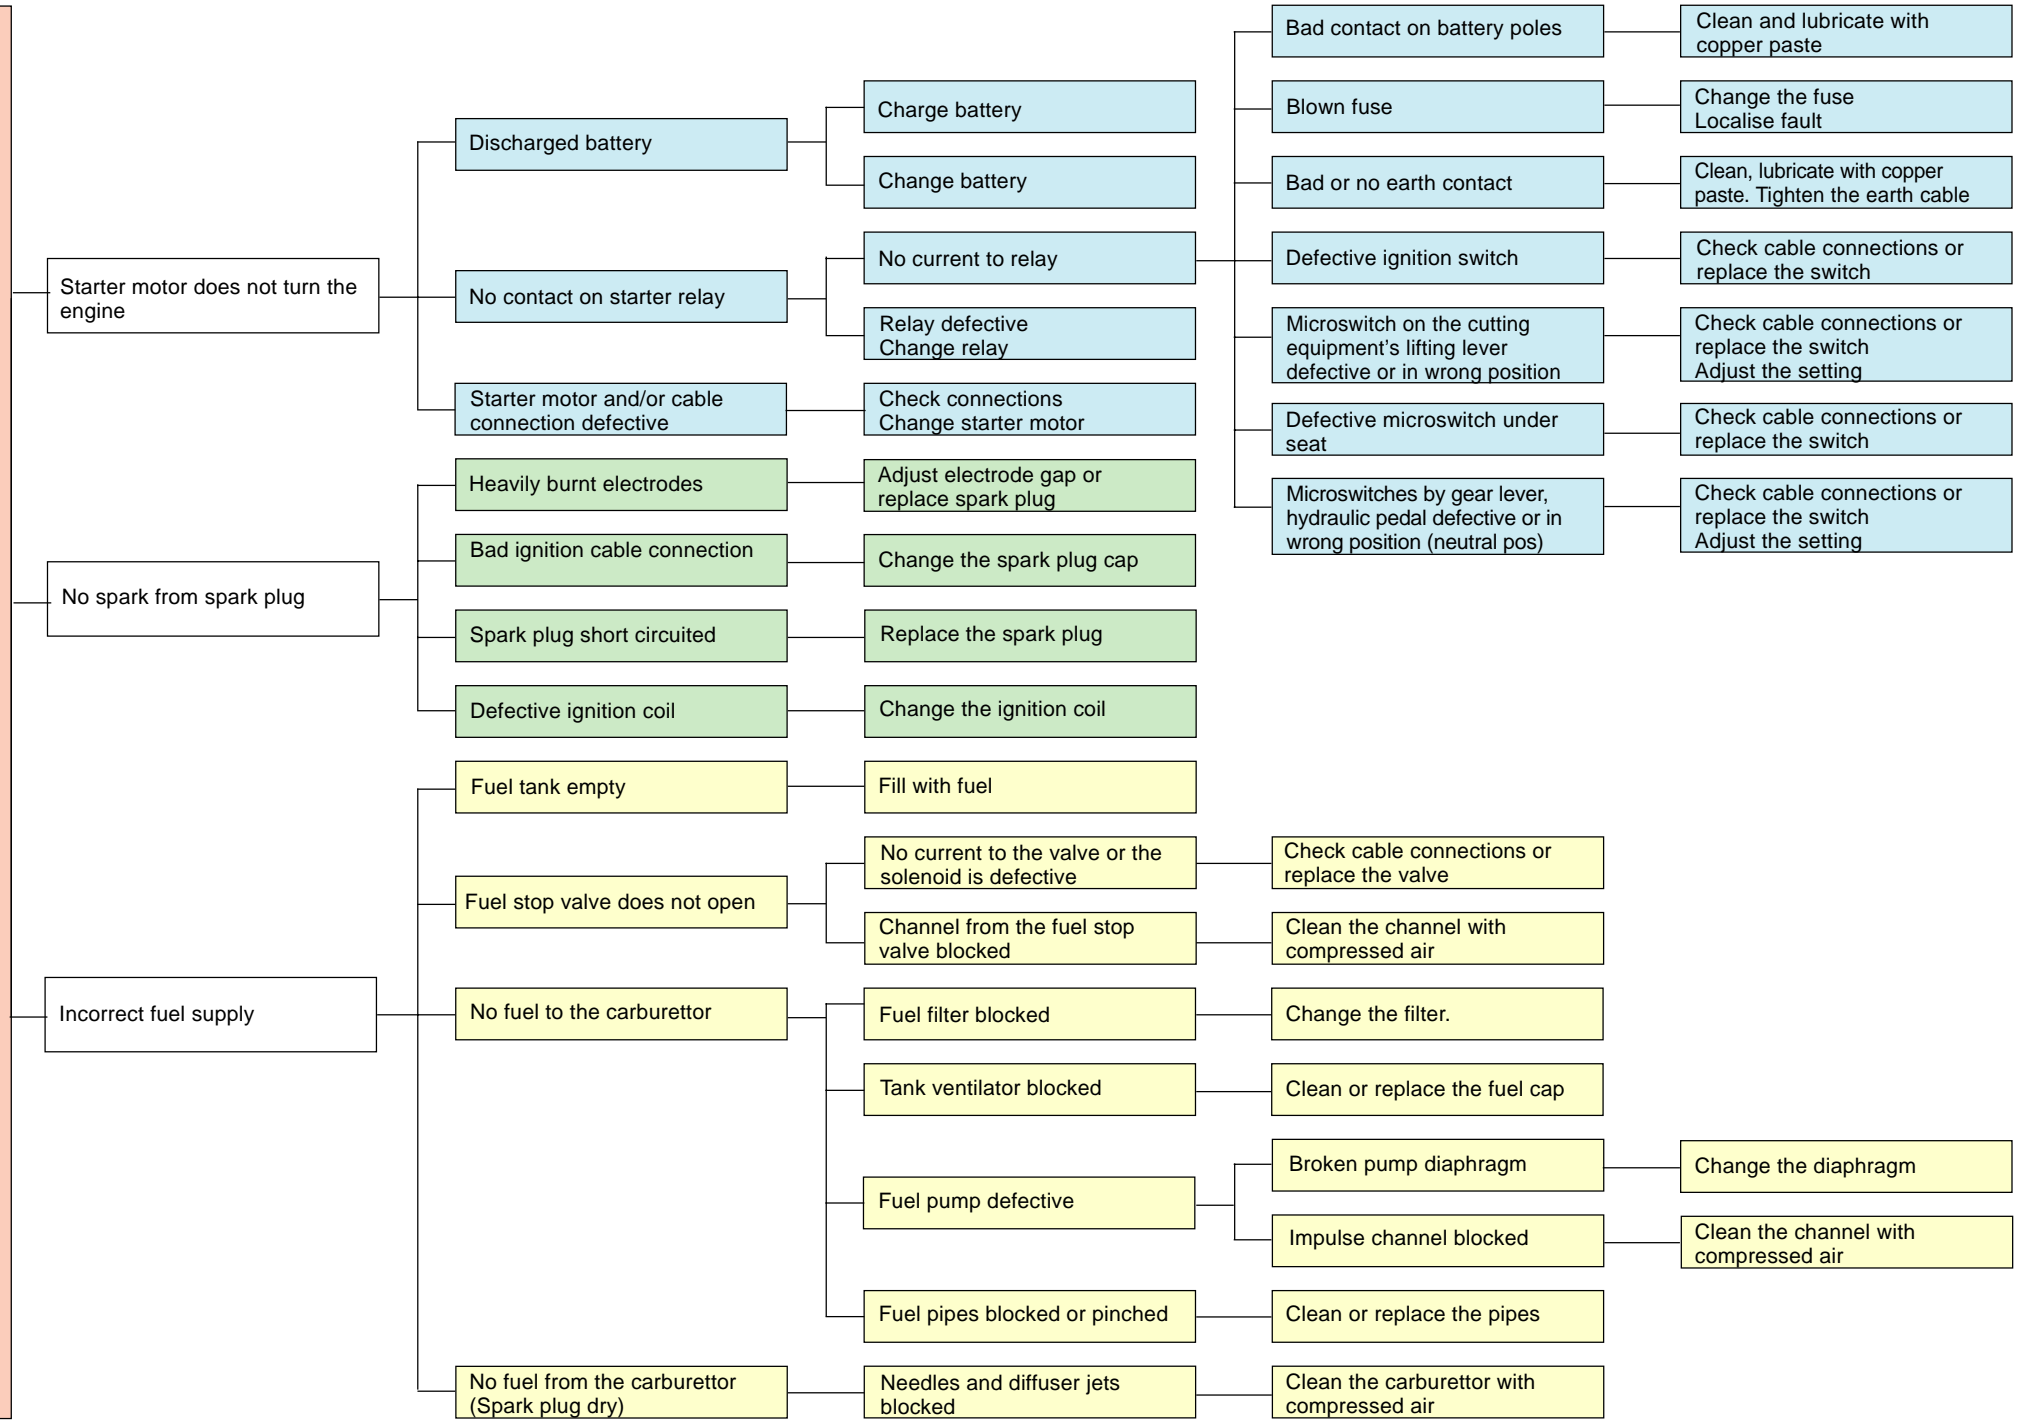 Starter motor does not turn the
engine
Discharged battery
Charge battery
Change battery
No contact on starter relay
No current to relay
Bad contact on battery poles
Clean and lubricate with
copper paste
Blown fuse
Change the fuse
Localise fault
Bad or no earth contact
Clean, lubricate with copper
paste. Tighten the earth cable
Defective ignition switch
Check cable connections or
replace the switch
Microswitch on the cutting
equipment’s lifting lever
defective or in wrong position
Check cable connections or
replace the switch
Adjust the setting
Defective microswitch under
seat
Check cable connections or
replace the switch
Microswitches by gear lever,
hydraulic pedal defective or in
wrong position (neutral pos)
Check cable connections or
replace the switch
Adjust the setting
Relay defective
Change relay
Starter motor and/or cable
connection defective
Check connections
Change starter motor
No spark from spark plug
Heavily burnt electrodes
Adjust electrode gap or
replace spark plug
Bad ignition cable connection
Change the spark plug cap
Spark plug short circuited
Replace the spark plug
Defective ignition coil
Change the ignition coil
Incorrect fuel supply
Fuel tank empty
Fill with fuel
Fuel stop valve does not open
No current to the valve or the
solenoid is defective
Check cable connections or
replace the valve
Channel from the fuel stop
valve blocked
Clean the channel with
compressed air
No fuel to the carburettor
Fuel filter blocked
Change the filter.
Tank ventilator blocked
Clean or replace the fuel cap
Fuel pump defective
Broken pump diaphragm
Change the diaphragm
Impulse channel blocked
Clean the channel with
compressed air
Fuel pipes blocked or pinched
Clean or replace the pipes
No fuel from the carburettor
(Spark plug dry)
Needles and diffuser jets
blocked
Clean the carburettor with
compressed air